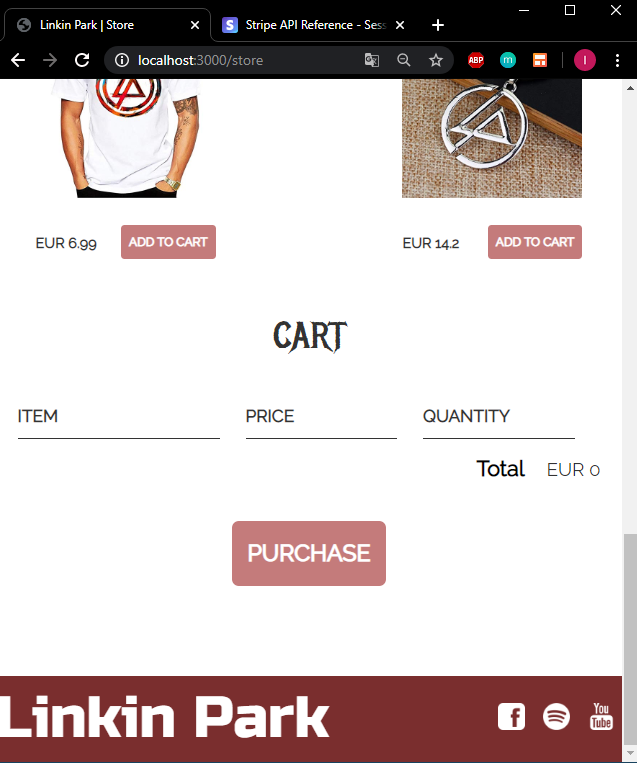 Linkin Park | Store
Stripe API Reference - Sess
localhost:3000/store
ABP
m
I
EUR 6.99 ADD TO CART
EUR 14.2 ADD TO CART
CART
ITEM PRICE QUANTITY
Total EUR 0
PURCHASE
Linkin Park
You
Tube